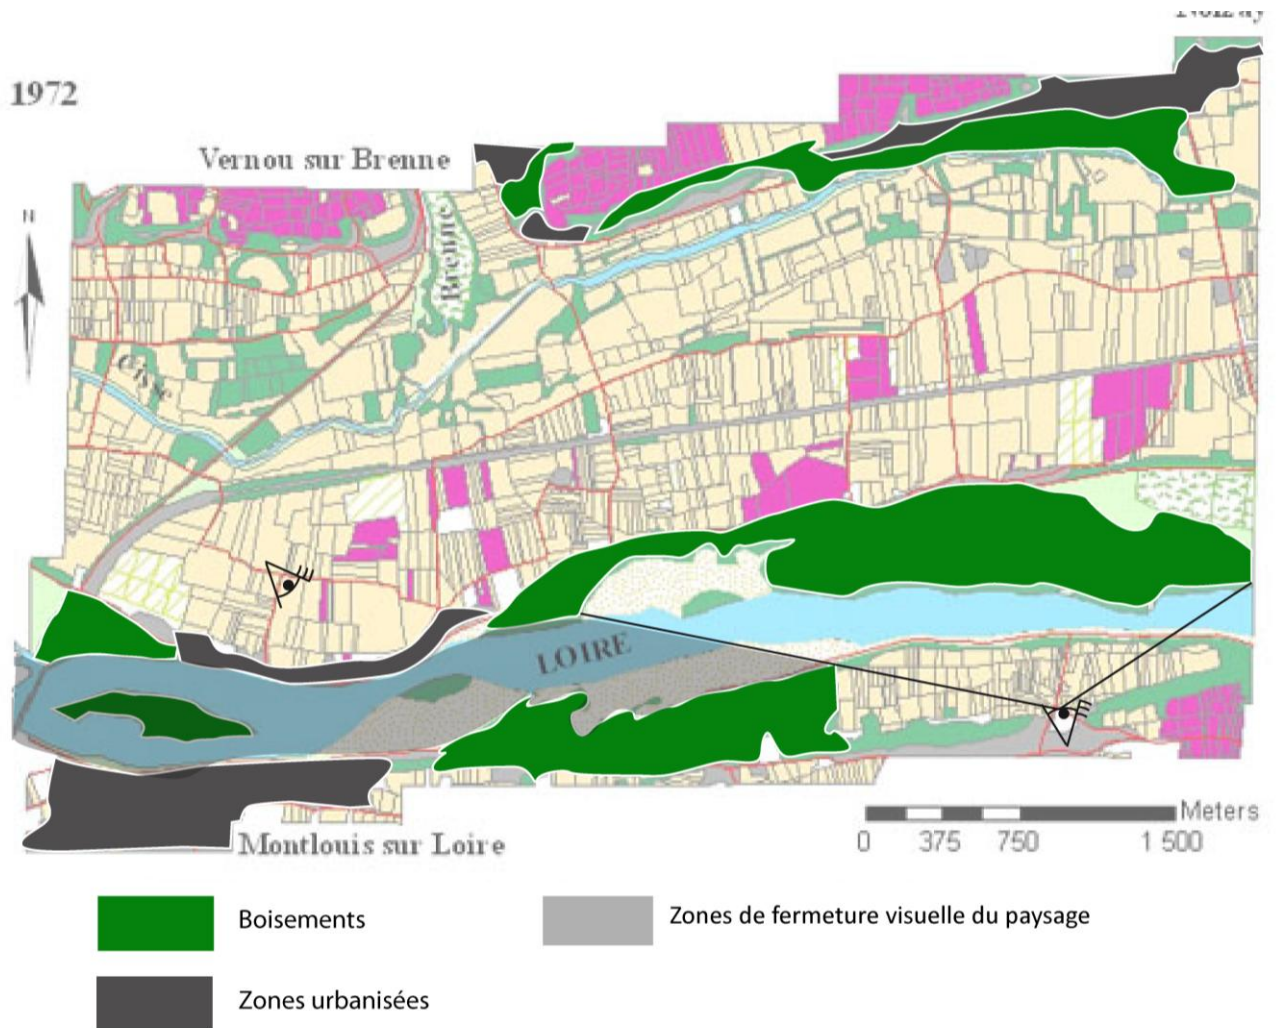 Noizay
1972
Vernou sur Brenne
N
Brenne
Cisse
LOIRE
Meters
0 375 750 1 500
Montlouis sur Loire
Boisements
Zones de fermeture visuelle du paysage
Zones urbanisées